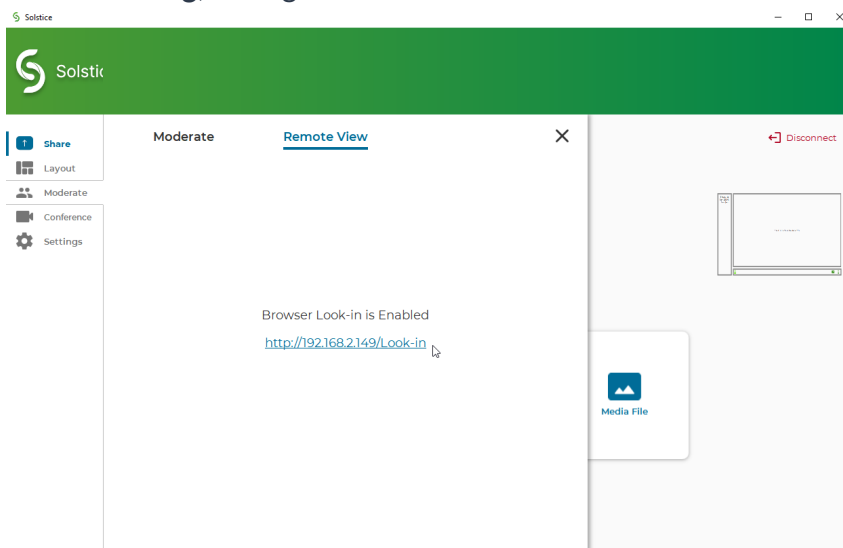 Solstice
Solstic
Moderate
Remote View
Disconnect
Share
Layout
Moderate
Conference
Settings
Browser Look-in is Enabled
http://192.168.2.149/Look-in
Media File